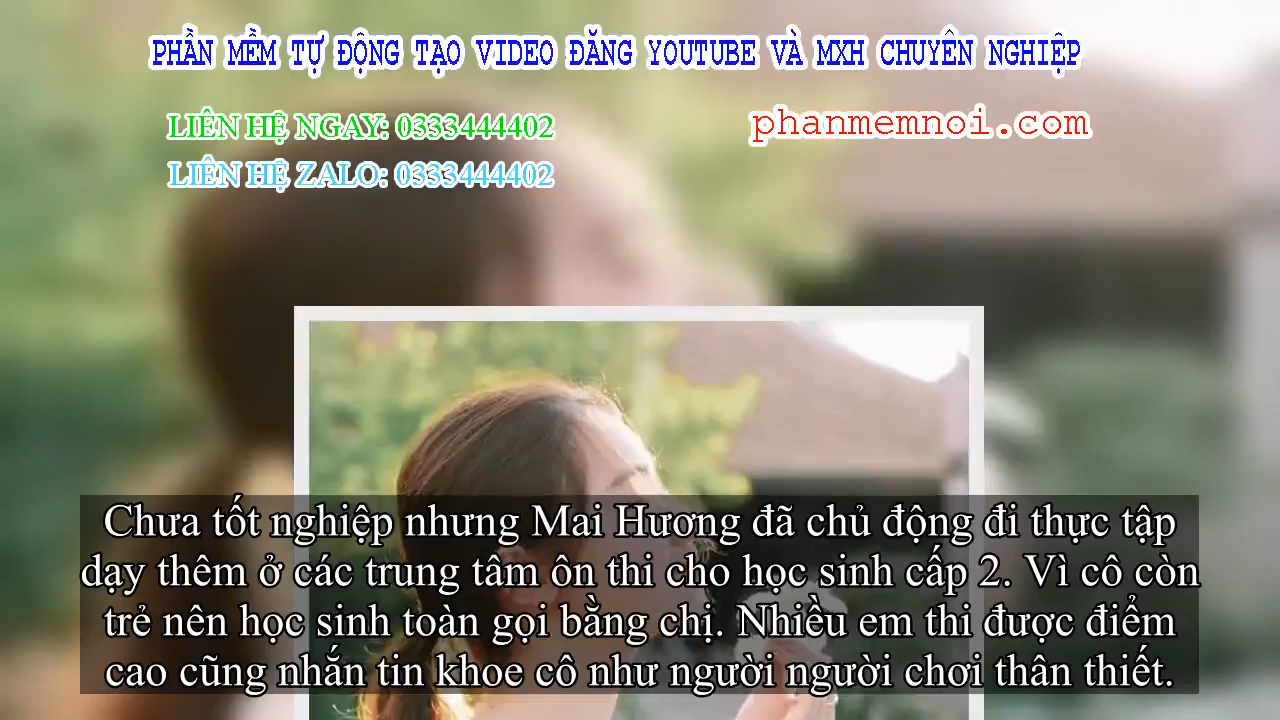 PHẦN MỀM TỰ ĐỘNG TẠO VIDEO ĐĂNG YOUTUBE VÀ MXH CHUYÊN NGHIỆP
LIÊN HỆ NGAY: 0333444402
phanmemnoi.com
LIÊN HỆ ZALO: 0333444402
Chưa tốt nghiệp nhưng Mai Hương đã chủ động đi thực tập
dạy thêm ở các trung tâm ôn thi cho học sinh cấp 2. Vì cô còn
trẻ nên học sinh toàn gọi bằng chị. Nhiều em thi được điểm
cao cũng nhắn tin khoe cô như người người chơi thân thiết.